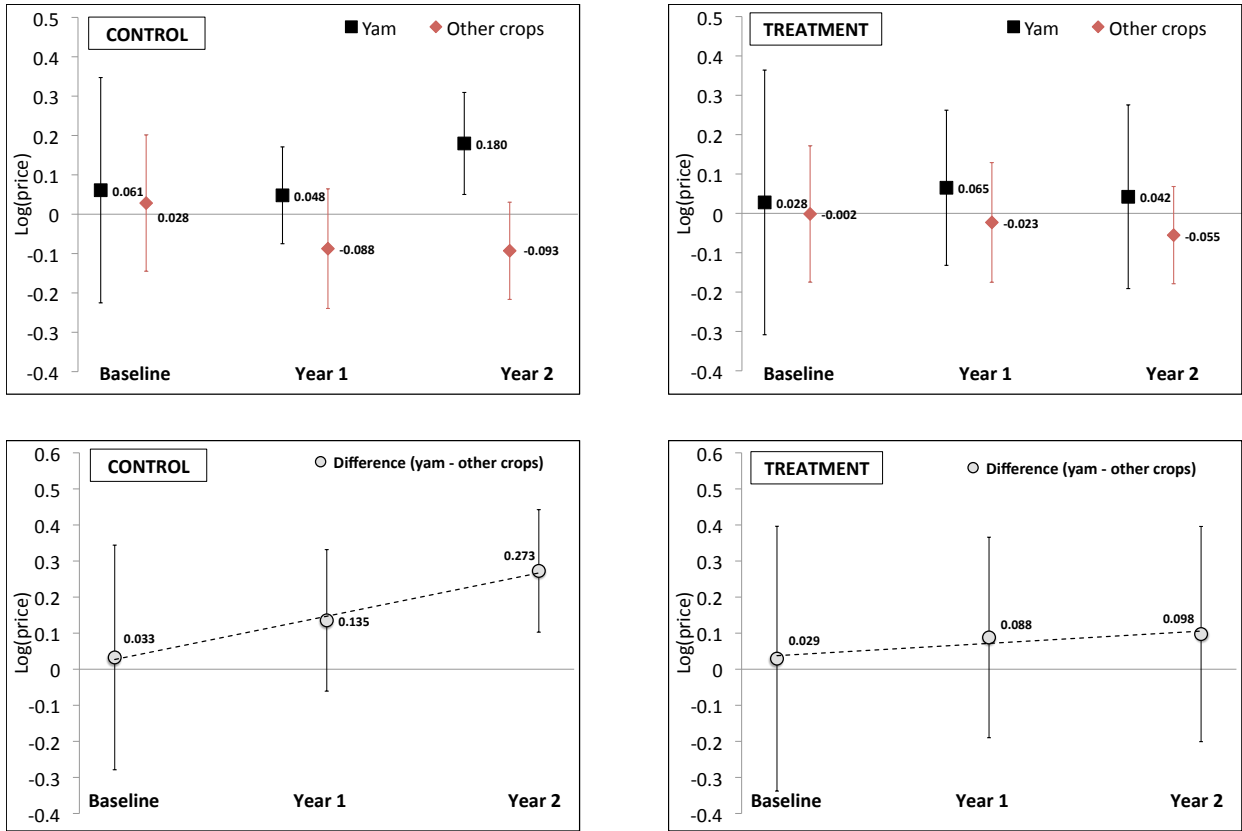 CONTROL
Yam
Other crops
Log(price)
0.5
0.4
0.3
0.2
0.1
0
-0.1
-0.2
-0.3
-0.4
0.061
0.028
0.048
-0.088
0.180
-0.093
Baseline
Year 1
Year 2
TREATMENT
Yam
Other crops
Log(price)
0.5
0.4
0.3
0.2
0.1
0
-0.1
-0.2
-0.3
-0.4
0.028
-0.002
0.065
-0.023
0.042
-0.055
Baseline
Year 1
Year 2
CONTROL
Difference (yam - other crops)
Log(price)
0.6
0.5
0.4
0.3
0.2
0.1
0
-0.1
-0.2
-0.3
-0.4
0.033
0.135
0.273
Baseline
Year 1
Year 2
TREATMENT
Difference (yam - other crops)
Log(price)
0.6
0.5
0.4
0.3
0.2
0.1
0
-0.1
-0.2
-0.3
-0.4
0.029
0.088
0.098
Baseline
Year 1
Year 2